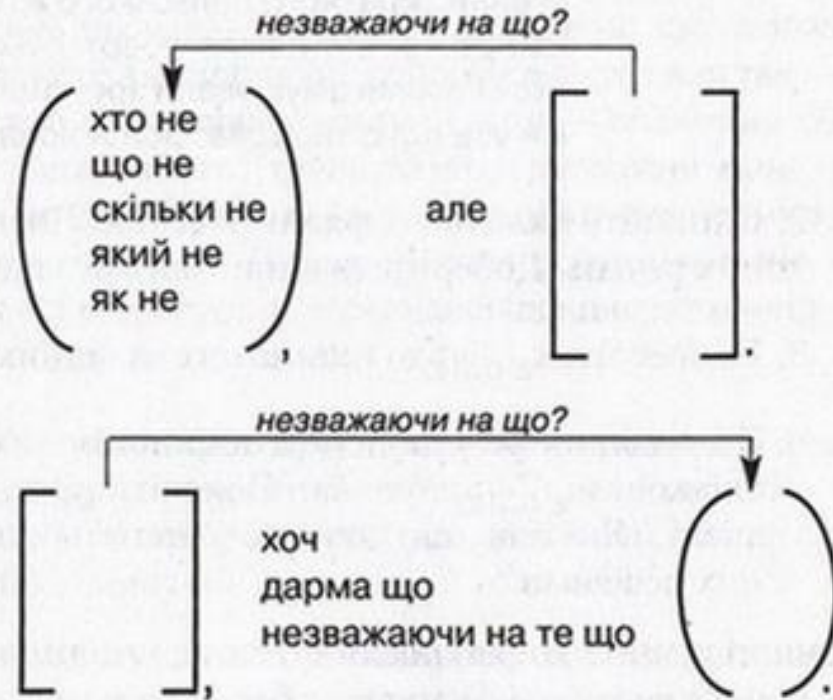 незважаючи на що?
хто не
що не
скільки не але
який не
як не
,
.
незважаючи на що?
хоч
дарма що
незважаючи на те що
,
.